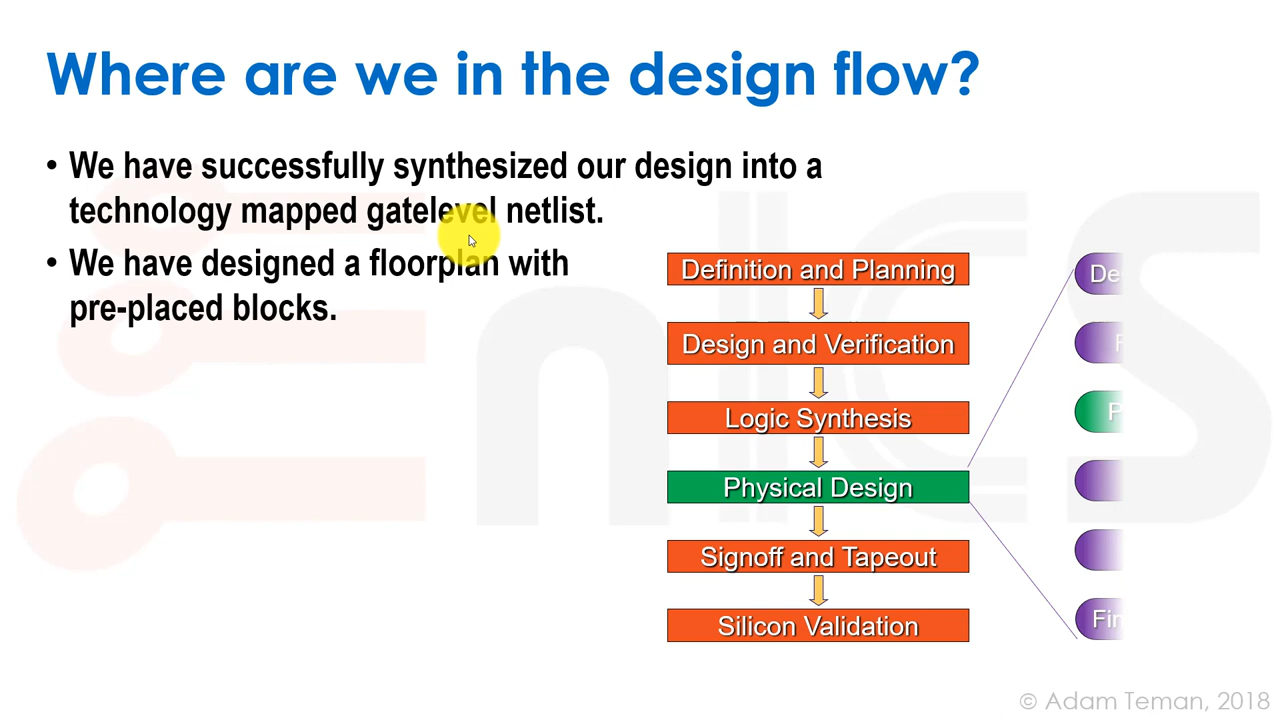 Where are we in the design flow?
• We have successfully synthesized our design into a
technology mapped gatelevel netlist.
• We have designed a floorplan with
pre-placed blocks.
Definition and Planning
Design and Verification
Logic Synthesis
Physical Design
Signoff and Tapeout
Silicon Validation
© Adam Teman, 2018